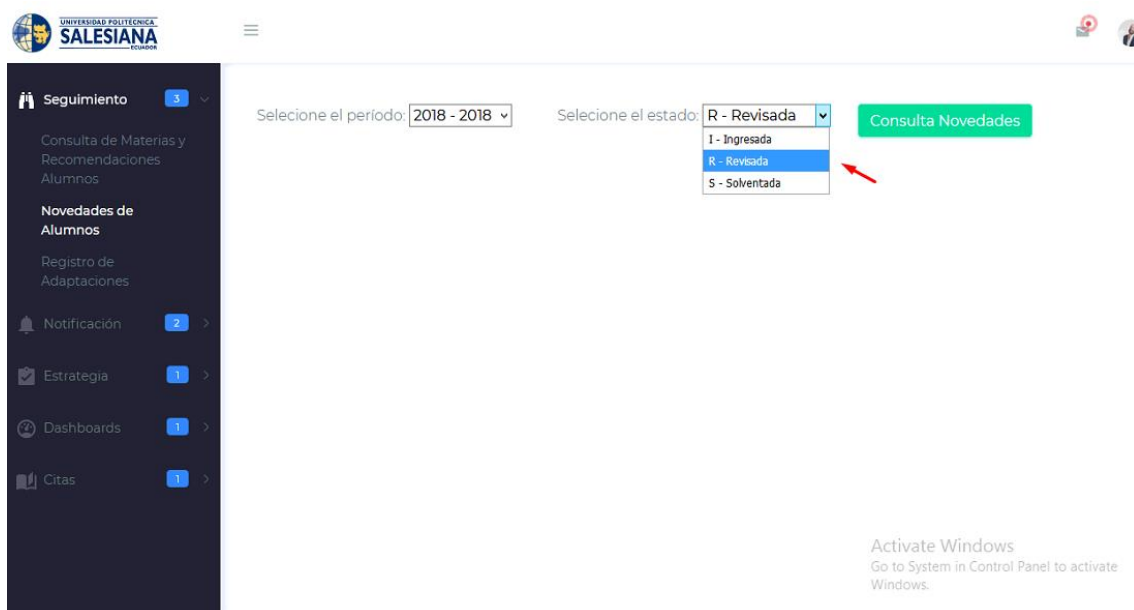 UNIVERSIDAD POLITÉCNICA
SALESIANA
ECUADOR
Seguimiento 3
Consulta de Materias y
Recomendaciones
Alumnos
Novedades de
Alumnos
Registro de
Adaptaciones
Notificación 2
Estrategia 1
Dashboards 1
Citas 1
Selecione el período: 2018 - 2018 Selecione el estado: R - Revisada Consulta Novedades
I - Ingresada
R - Revisada
S - Solventada
Activate Windows
Go to System in Control Panel to activate
Windows.